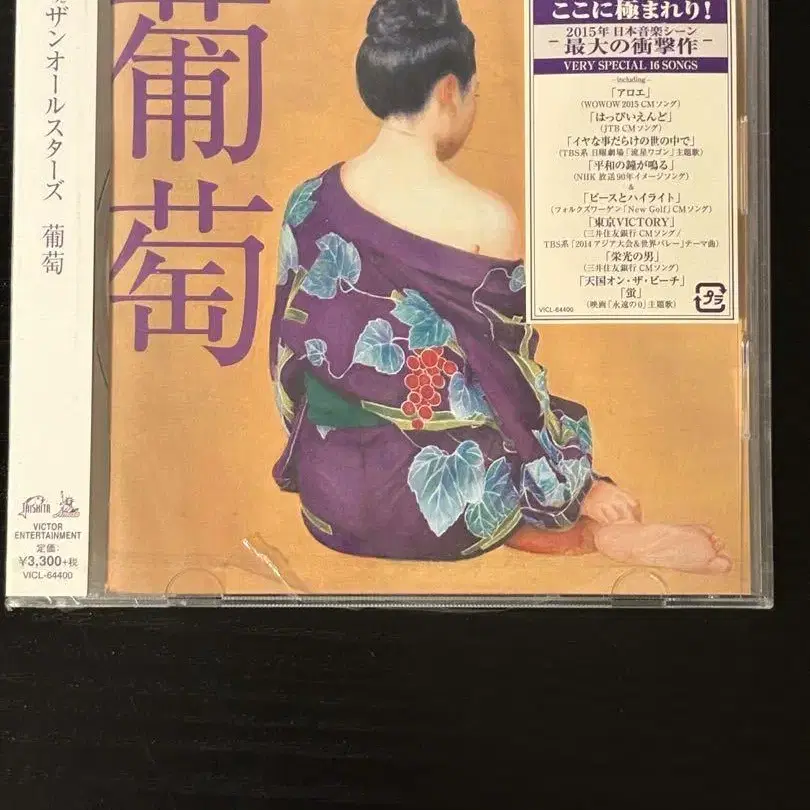 ザンオールスターズ 葡萄
TAISHITA
VICTOR
ENTERTAINMENT
定価:
¥3,300+税
VICL-64400
葡萄
ここに極まれり!
2015年 日本音楽シーン
最大の衝撃作
VERY SPECIAL 16 SONGS
-including-
「アロエ」
(WOWOW 2015 CMソング)
「はっぴいえんど」
(JTB CMソング)
「イヤな事だらけの世の中で」
(TBS系 日曜劇場「流星ワゴン」主題歌)
「平和の鐘が鳴る」
(NHK 放送90年イメージソング)
&
「ピースとハイライト」
(フォルクスワーゲン「New Golf」CMソング)
「東京VICTORY」
(三井住友銀行 CMソング/
TBS系「2014 アジア大会&世界バレー」テーマ曲)
「栄光の男」
(三井住友銀行 CMソング)
「天国オン・ザ・ビーチ」
「蛍」
(映画「永遠の0」主題歌)
VICL-64400
プラ